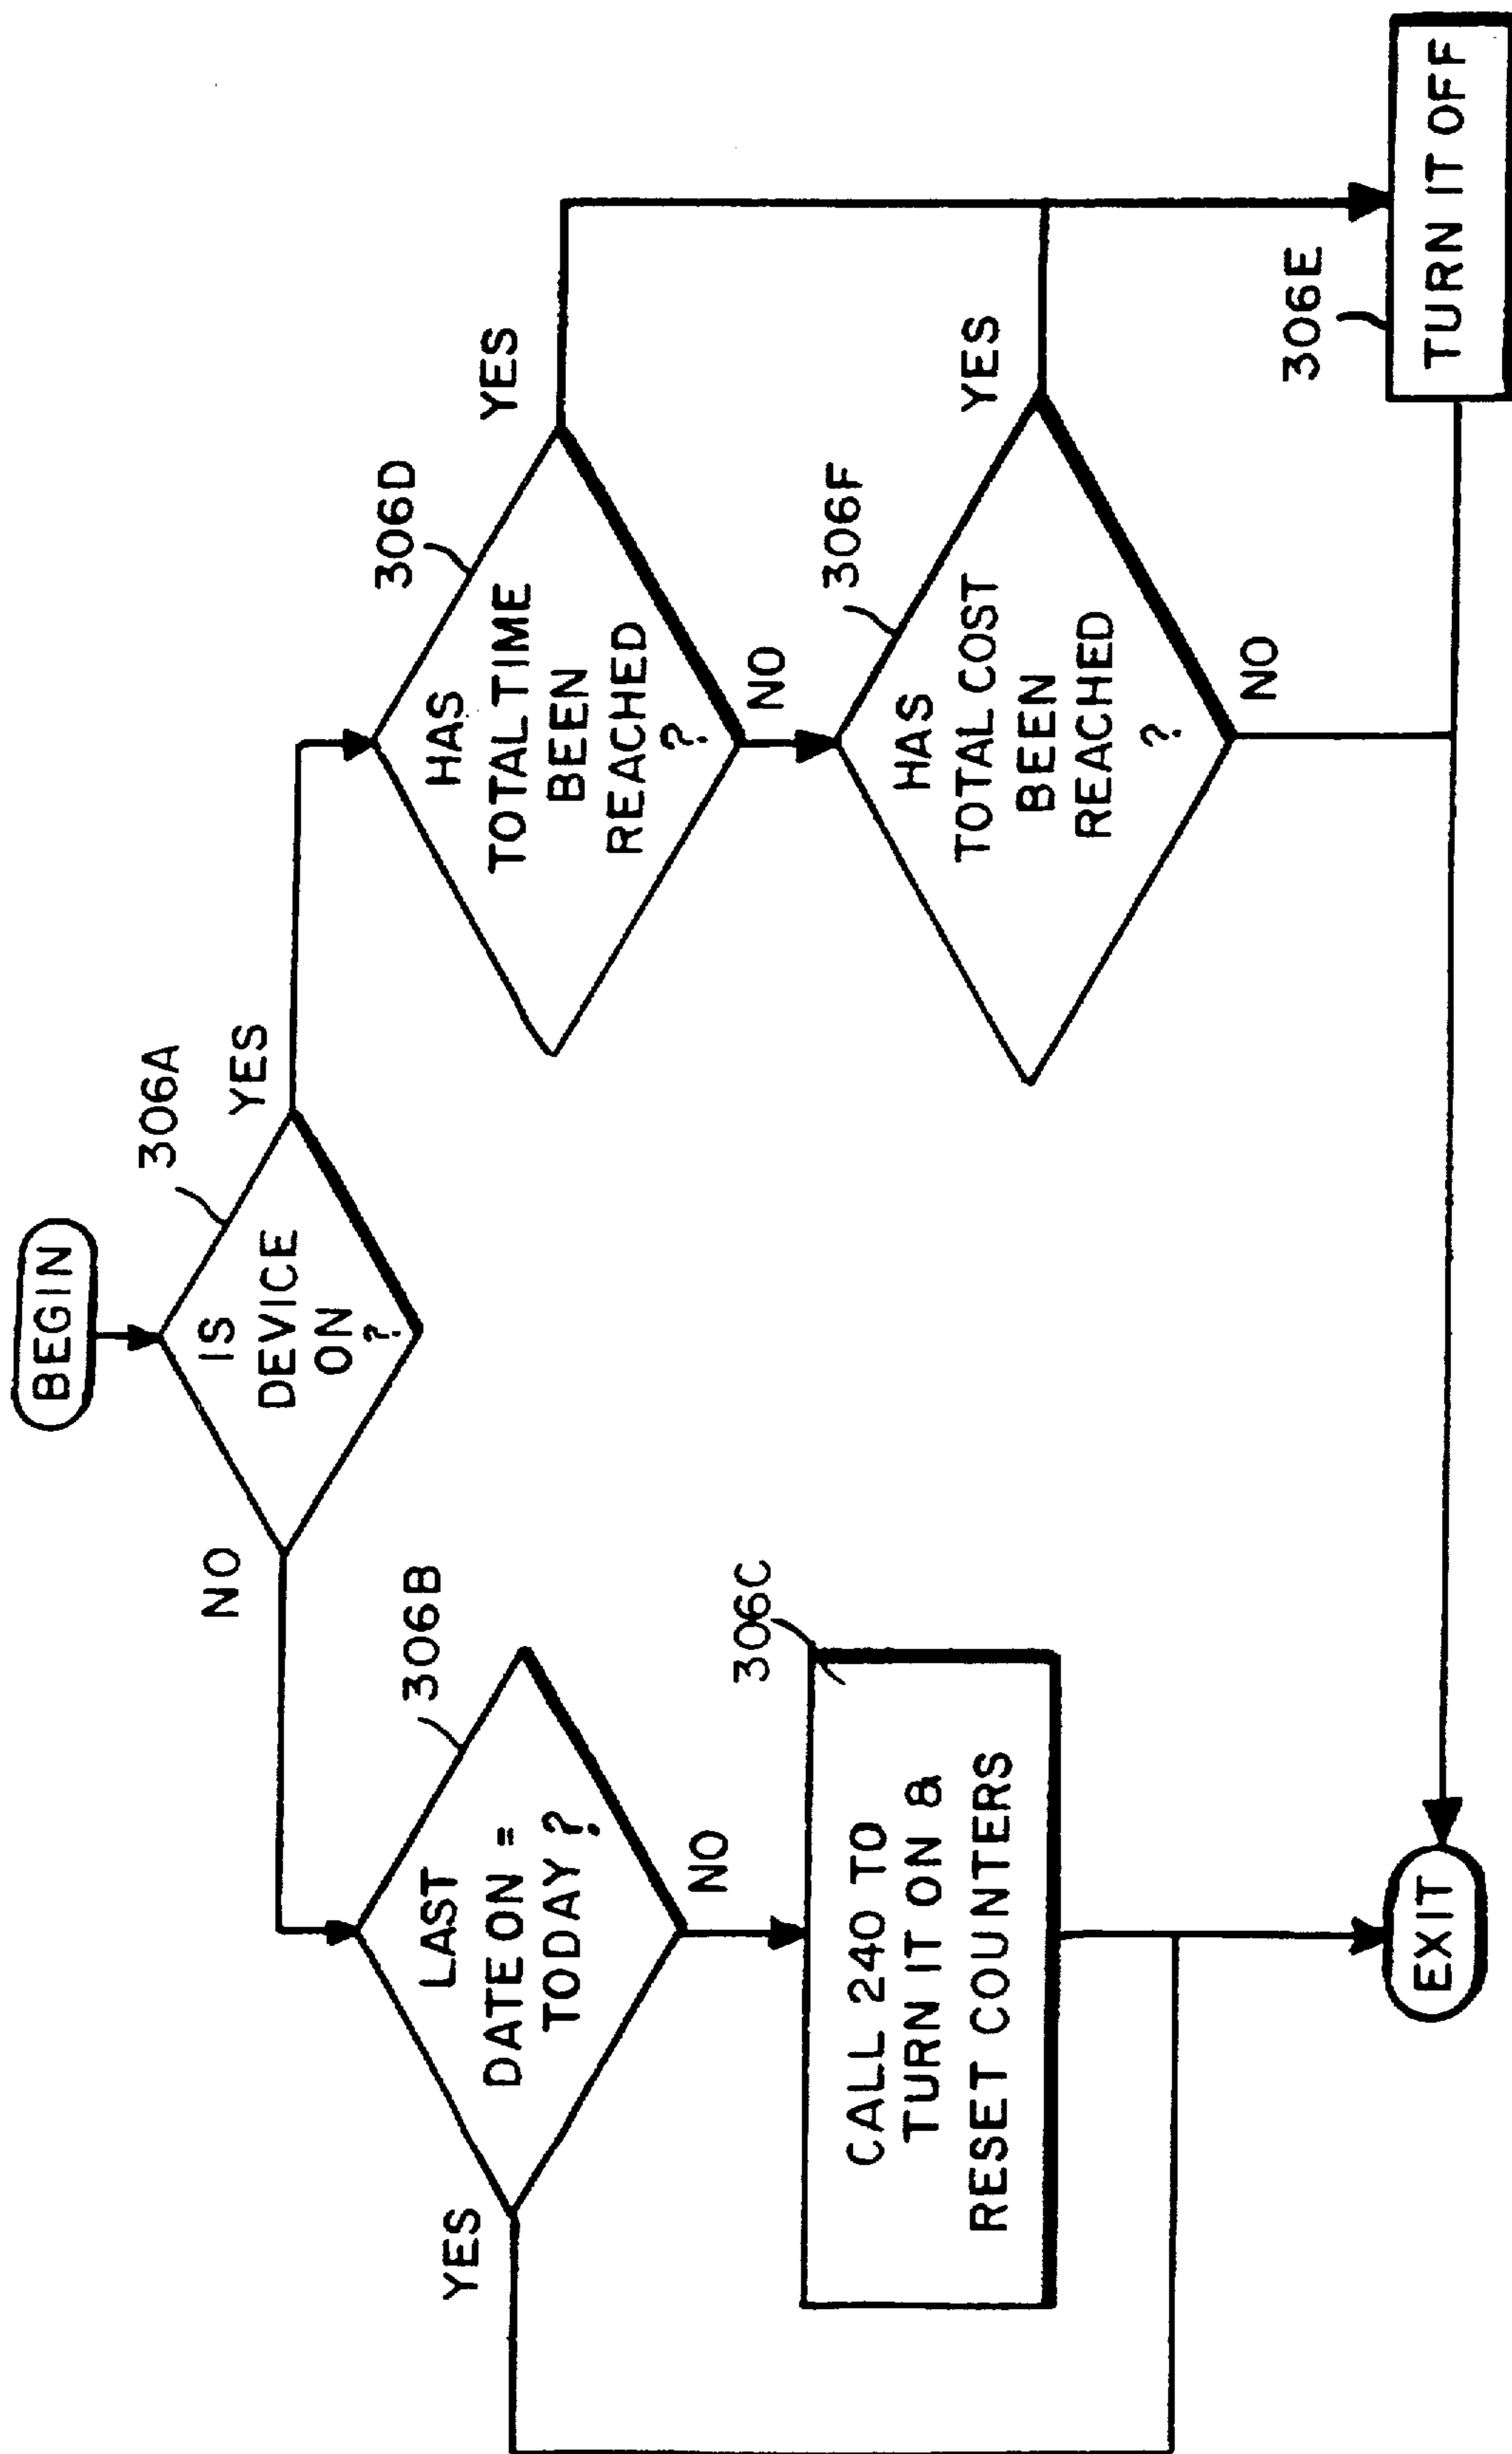 BEGIN
306A
IS
DEVICE
ON
?
NO
YES
306B
LAST
DATE ON =
TODAY ?
YES
NO
306C
CALL 240 TO
TURN IT ON &
RESET COUNTERS
306D
HAS
TOTAL TIME
BEEN
REACHED
?
YES
NO
306F
HAS
TOTAL COST
BEEN
REACHED
?
YES
NO
306E
TURN IT OFF
EXIT